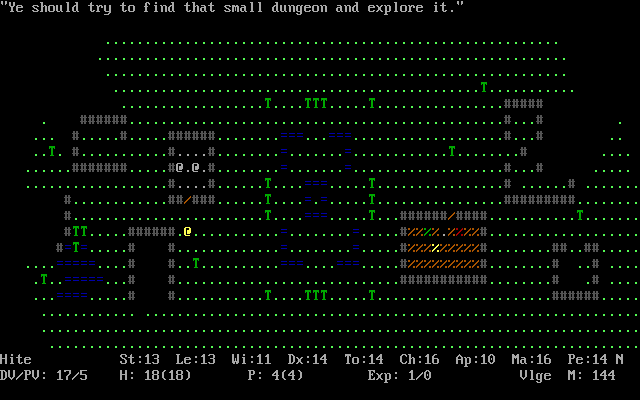 "Ye should try to find that small dungeon and explore it."
Hite St:13 Le:13 Wi:11 Dx:14 To:14 Ch:16 Ap:10 Ma:16 Pe:14 N
DV/PV: 17/5 H: 18(18) P: 4(4) Exp: 1/0 Vlge M: 144